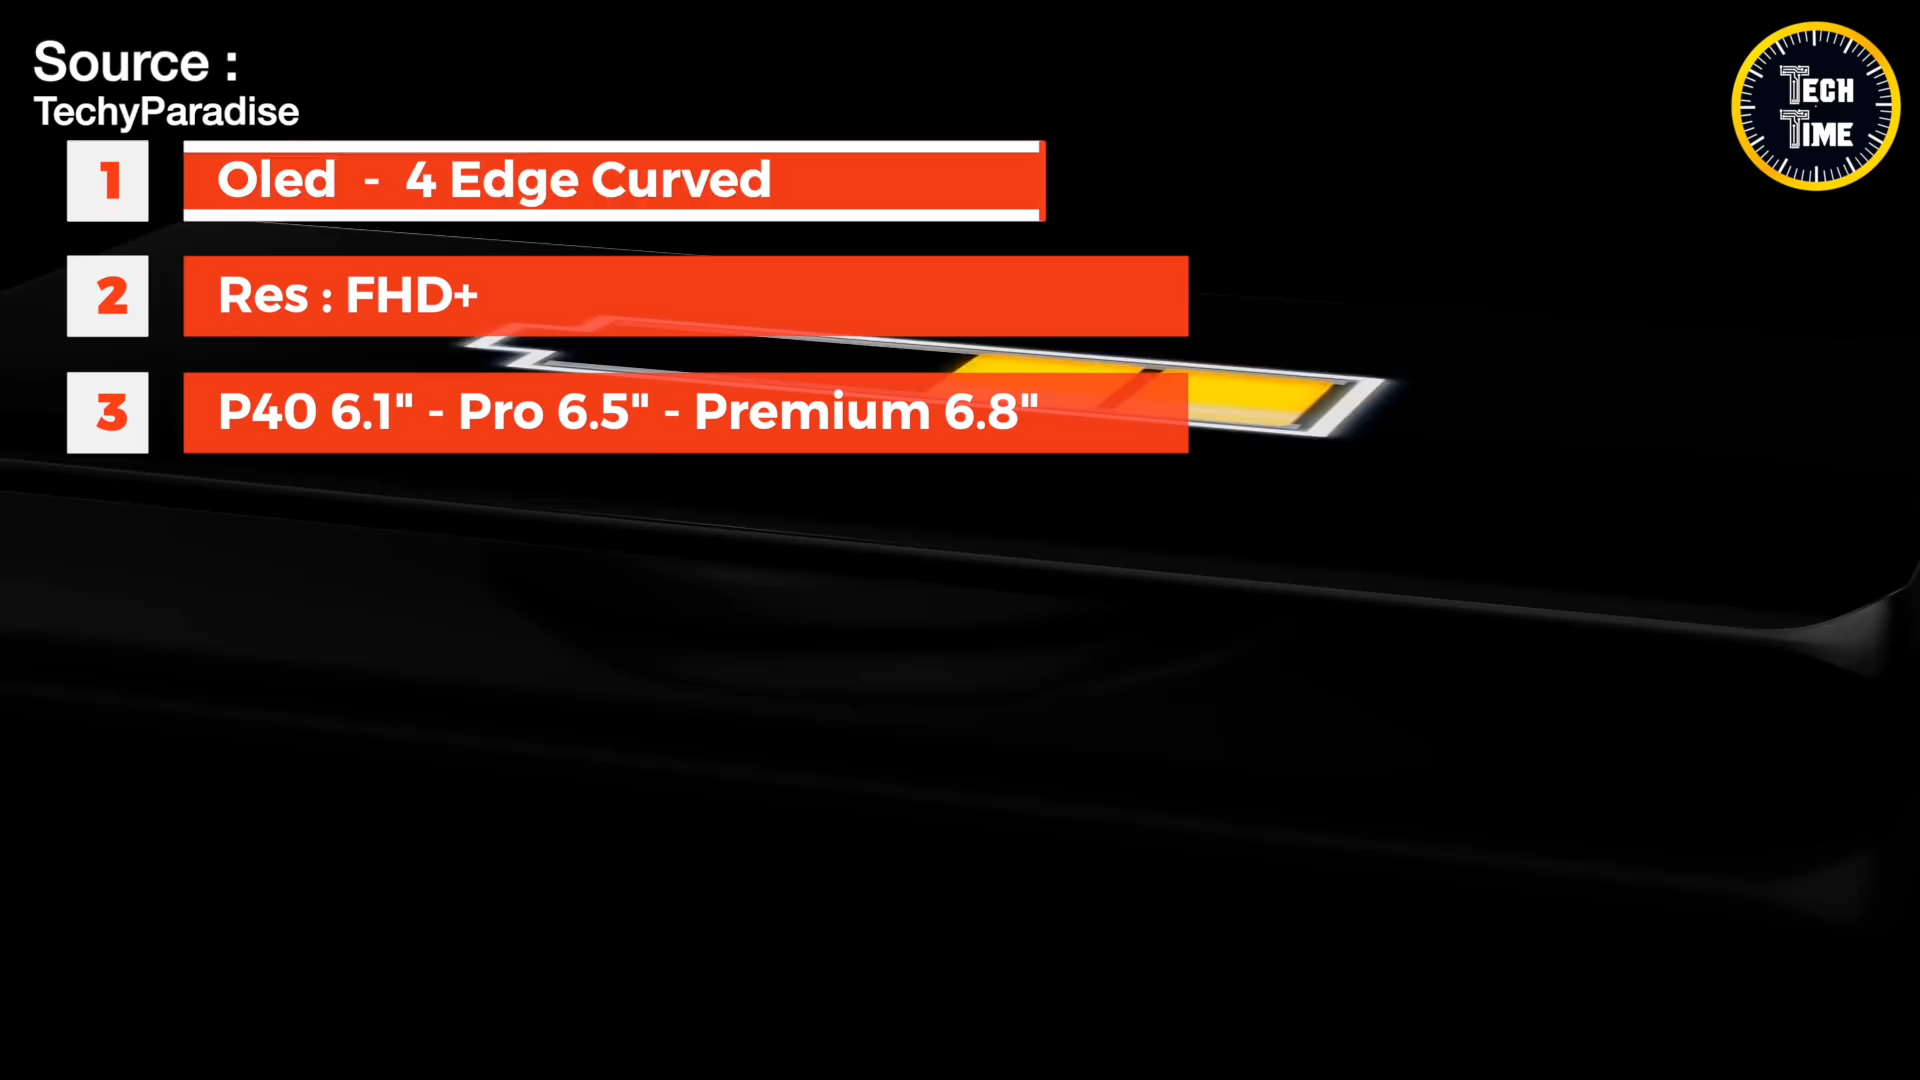 Source :
TechyParadise
TECH
TIME
1 Oled - 4 Edge Curved
2 Res : FHD+
3 P40 6.1" - Pro 6.5" - Premium 6.8"